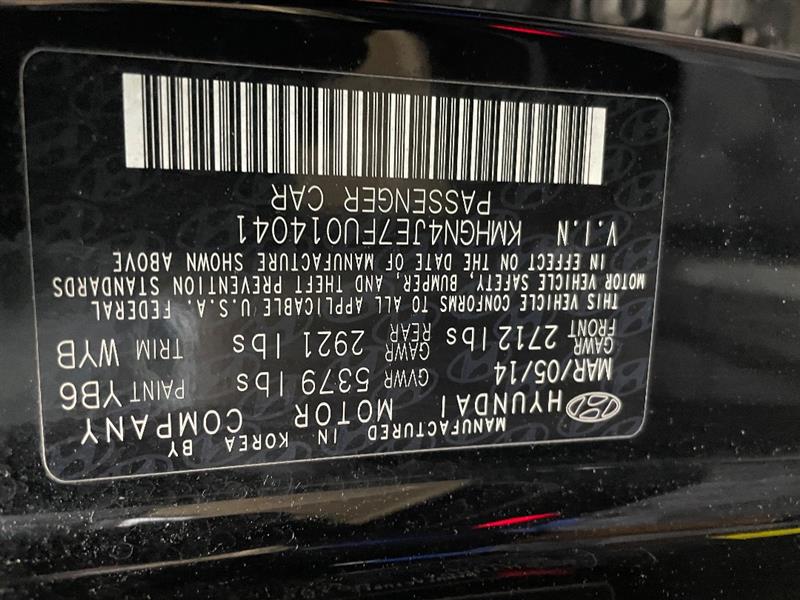 MANUFACTURED IN KOREA BY
HYUNDAI MOTOR COMPANY
MAR/05/14 GVWR 5379 lbs PAINT YB6
GAWR FRONT 2712 lbs GAWR REAR 2921 lbs TRIM WYB
THIS VEHICLE CONFORMS TO ALL APPLICABLE U.S.A. FEDERAL
MOTOR VEHICLE SAFETY, BUMPER, AND THEFT PREVENTION STANDARDS
IN EFFECT ON THE DATE OF MANUFACTURE SHOWN ABOVE
V.I.N KMHGN4JE7FU014041
PASSENGER CAR